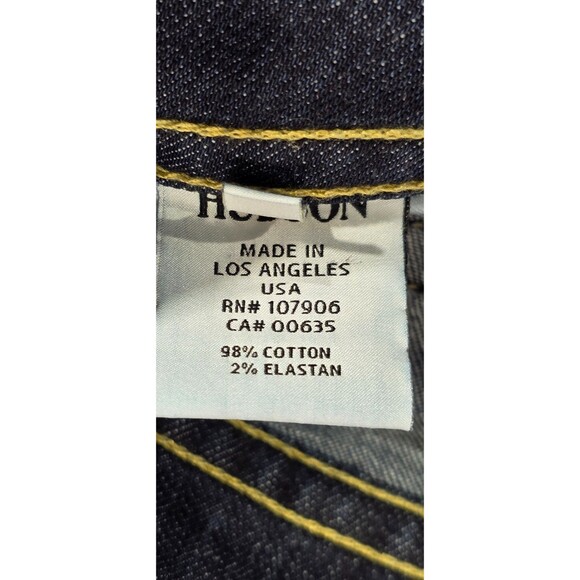 MADE IN
LOS ANGELES
USA
RN# 107906
CA# 00635
98% COTTON
2% ELASTAN